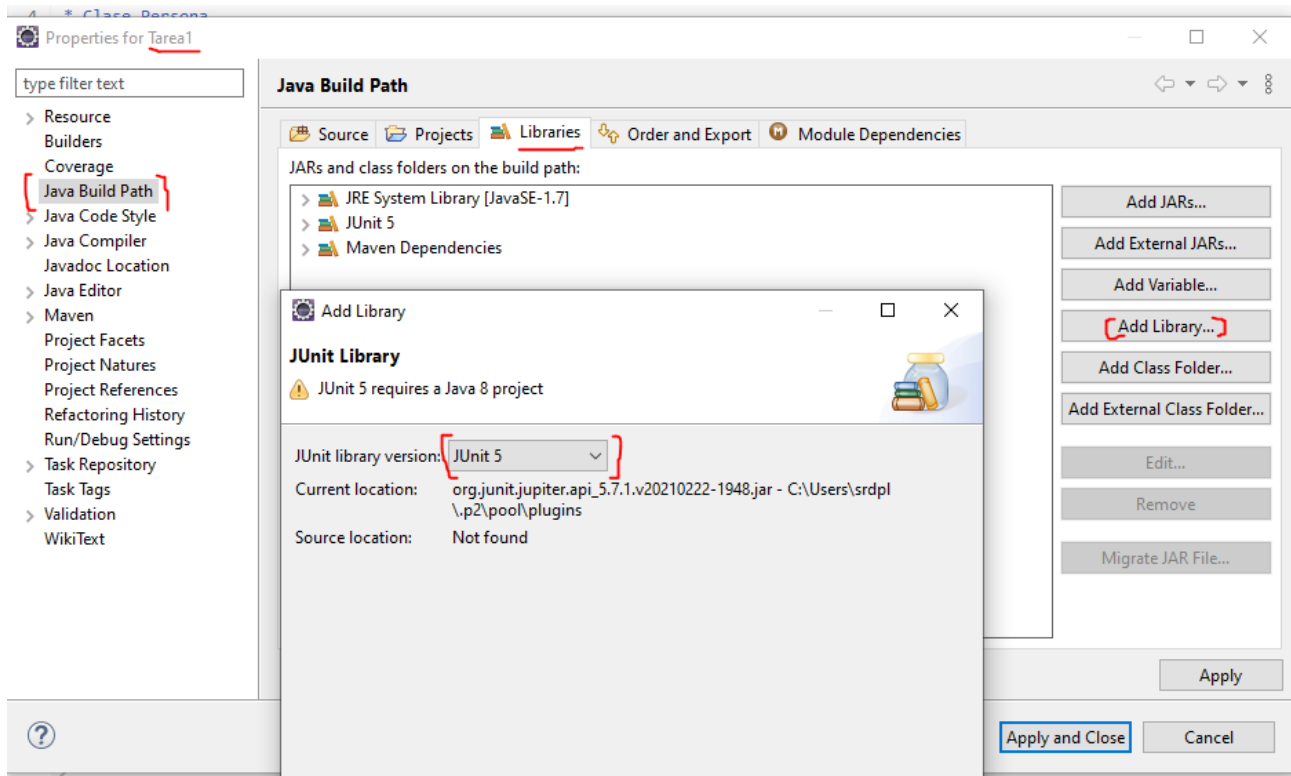 4 * Clase Persona
Properties for Tarea1
type filter text
Resource
Builders
Coverage
Java Build Path
Java Code Style
Java Compiler
Javadoc Location
Java Editor
Maven
Project Facets
Project Natures
Project References
Refactoring History
Run/Debug Settings
Task Repository
Task Tags
Validation
WikiText
Java Build Path
Source Projects Libraries Order and Export Module Dependencies
JARs and class folders on the build path:
JRE System Library [JavaSE-1.7]
JUnit 5
Maven Dependencies
Add JARs...
Add External JARs...
Add Variable...
Add Library...
Add Class Folder...
Add External Class Folder...
Edit...
Remove
Migrate JAR File...
Add Library
JUnit Library
JUnit 5 requires a Java 8 project
JUnit library version: JUnit 5
Current location: org.junit.jupiter.api_5.7.1.v20210222-1948.jar - C:\Users\srdpl
\.p2\pool\plugins
Source location: Not found
Apply
Apply and Close Cancel